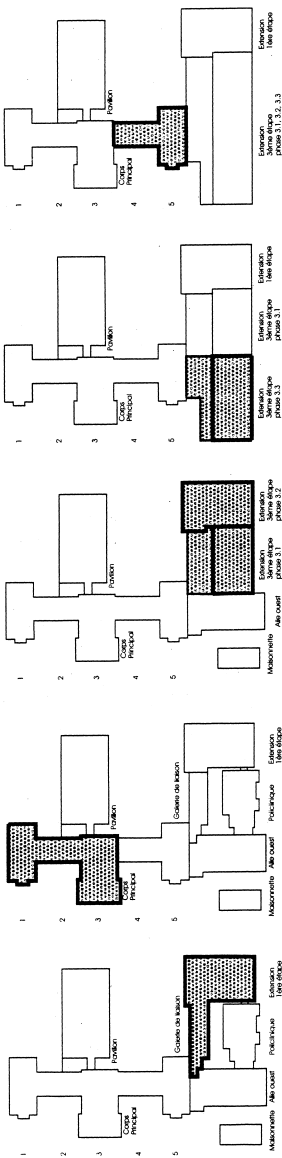 1
2
3
4
5
Pavillon
Corps
Principal
Galerie de liaison
Maisonnette
Aile ouest
Policlinique
Extension
1ère étape
1
2
3
4
5
Pavillon
Corps
Principal
Galerie de liaison
Maisonnette
Aile ouest
Policlinique
Extension
1ère étape
1
2
3
4
5
Pavillon
Corps
Principal
Maisonnette
Aile ouest
Extension
3ème étape
phase 3.1
Extension
3ème étape
phase 3.2
1
2
3
4
5
Pavillon
Corps
Principal
Extension
3ème étape
phase 3.3
Extension
3ème étape
phase 3.1
Extension
1ère étape
1
2
3
4
5
Pavillon
Corps
Principal
Extension
3ème étape
phase 3.1, 3.2, 3.3
Extension
1ère étape